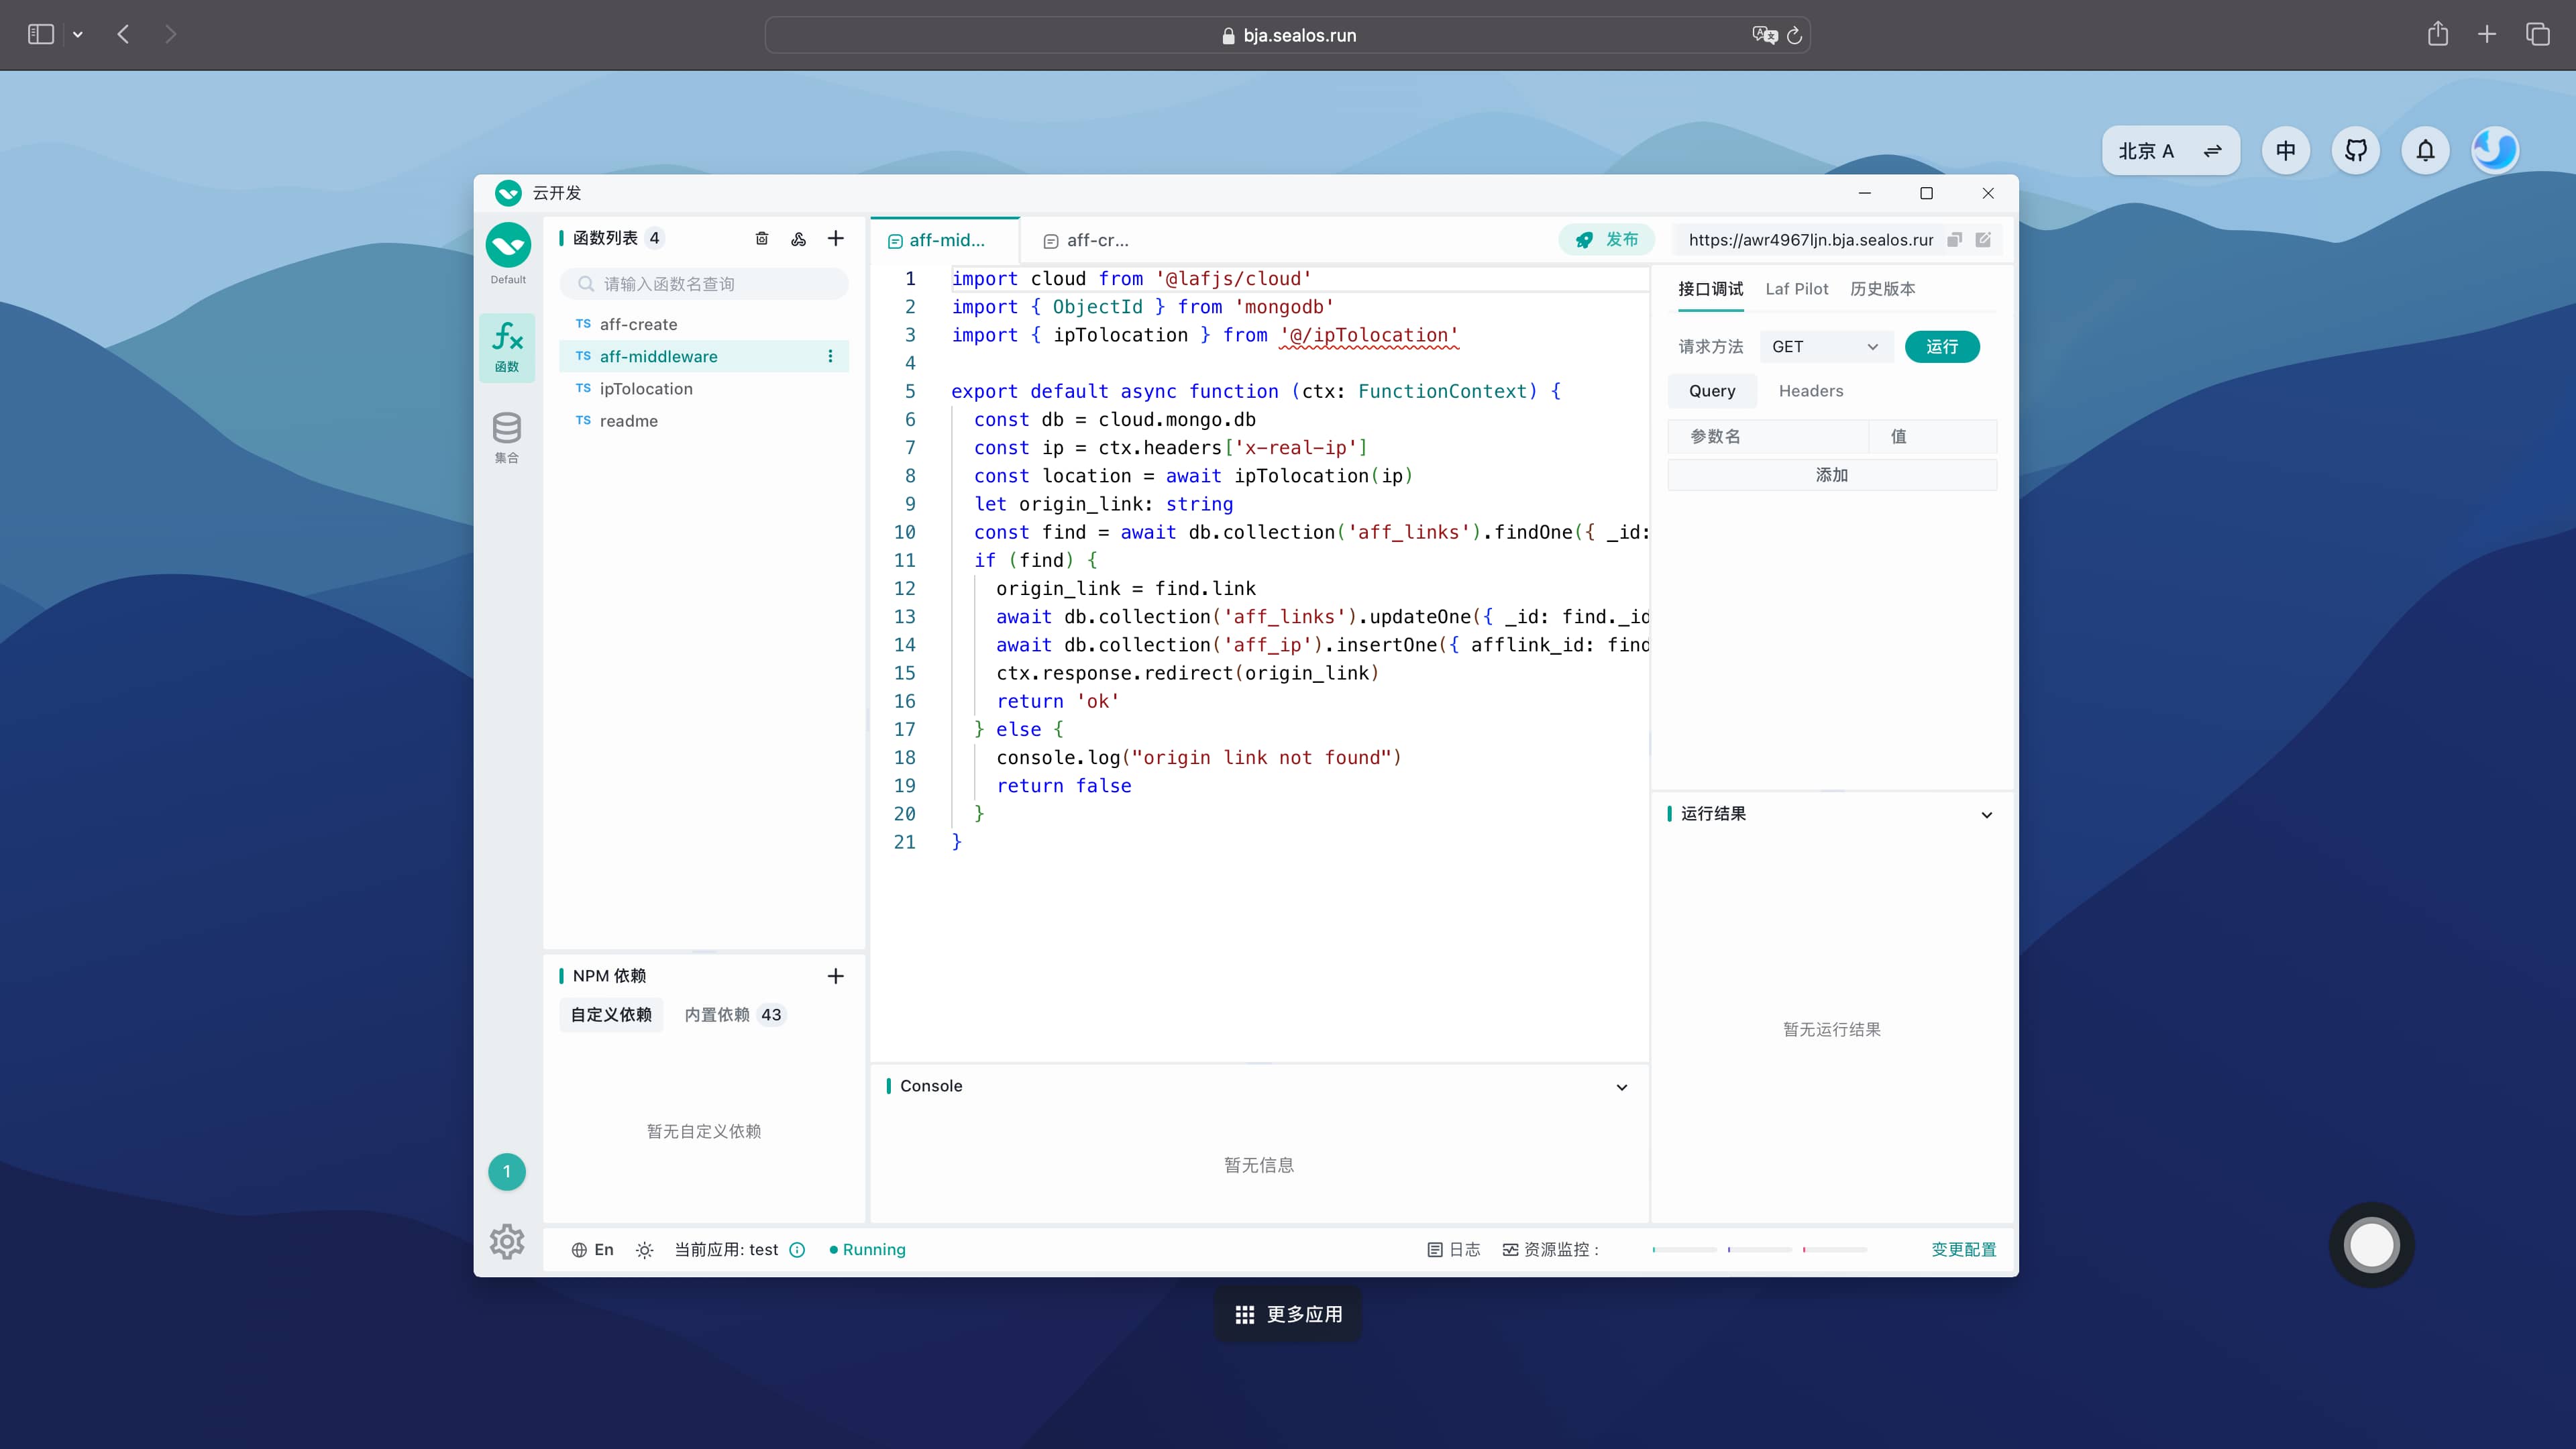 bja.sealos.run
北京 A
中
云开发
Default
函数
集合
1
函数列表 4
请输入函数名查询
TS aff-create
TS aff-middleware
TS ipTolocation
TS readme
NPM 依赖
自定义依赖 内置依赖 43
暂无自定义依赖
aff-mid... aff-cr...
发布 https://awr4967ljn.bja.sealos.rur
1 import cloud from '@lafjs/cloud'
2 import { ObjectId } from 'mongodb'
3 import { ipTolocation } from '@/ipTolocation'
4
5 export default async function (ctx: FunctionContext) {
6 const db = cloud.mongo.db
7 const ip = ctx.headers['x-real-ip']
8 const location = await ipTolocation(ip)
9 let origin_link: string
10 const find = await db.collection('aff_links').findOne({ _id:
11 if (find) {
12 origin_link = find.link
13 await db.collection('aff_links').updateOne({ _id: find._id
14 await db.collection('aff_ip').insertOne({ afflink_id: find
15 ctx.response.redirect(origin_link)
16 return 'ok'
17 } else {
18 console.log("origin link not found")
19 return false
20 }
21 }
Console
暂无信息
接口调试 Laf Pilot 历史版本
请求方法 GET 运行
Query Headers
参数名 值
添加
运行结果
暂无运行结果
En 当前应用: test Running 日志 资源监控 : 变更配置
更多应用